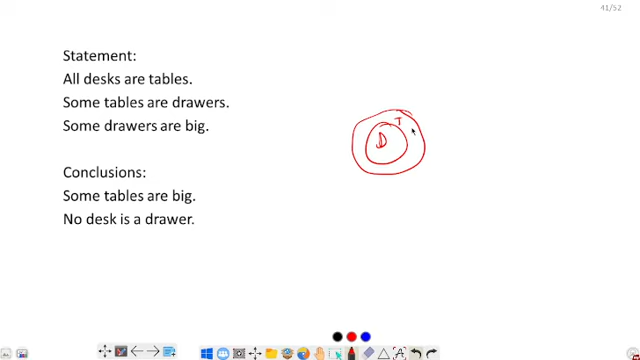 41/52
Statement:
All desks are tables.
Some tables are drawers.
Some drawers are big.
T
D
Conclusions:
Some tables are big.
No desk is a drawer.